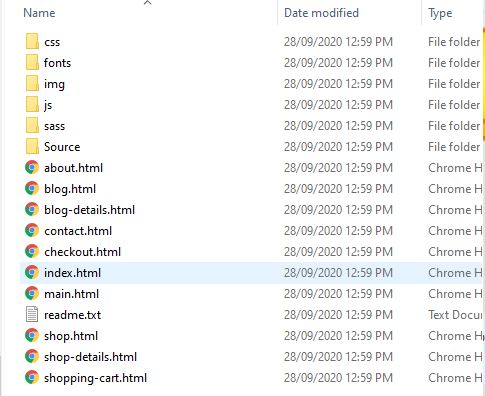 Name Date modified Type
css 28/09/2020 12:59 PM File folder
fonts 28/09/2020 12:59 PM File folder
img 28/09/2020 12:59 PM File folder
js 28/09/2020 12:59 PM File folder
sass 28/09/2020 12:59 PM File folder
Source 28/09/2020 12:59 PM File folder
about.html 28/09/2020 12:59 PM Chrome H
blog.html 28/09/2020 12:59 PM Chrome H
blog-details.html 28/09/2020 12:59 PM Chrome H
contact.html 28/09/2020 12:59 PM Chrome H
checkout.html 28/09/2020 12:59 PM Chrome H
index.html 28/09/2020 12:59 PM Chrome H
main.html 28/09/2020 12:59 PM Chrome H
readme.txt 28/09/2020 12:59 PM Text Docu
shop.html 28/09/2020 12:59 PM Chrome H
shop-details.html 28/09/2020 12:59 PM Chrome H
shopping-cart.html 28/09/2020 12:59 PM Chrome H